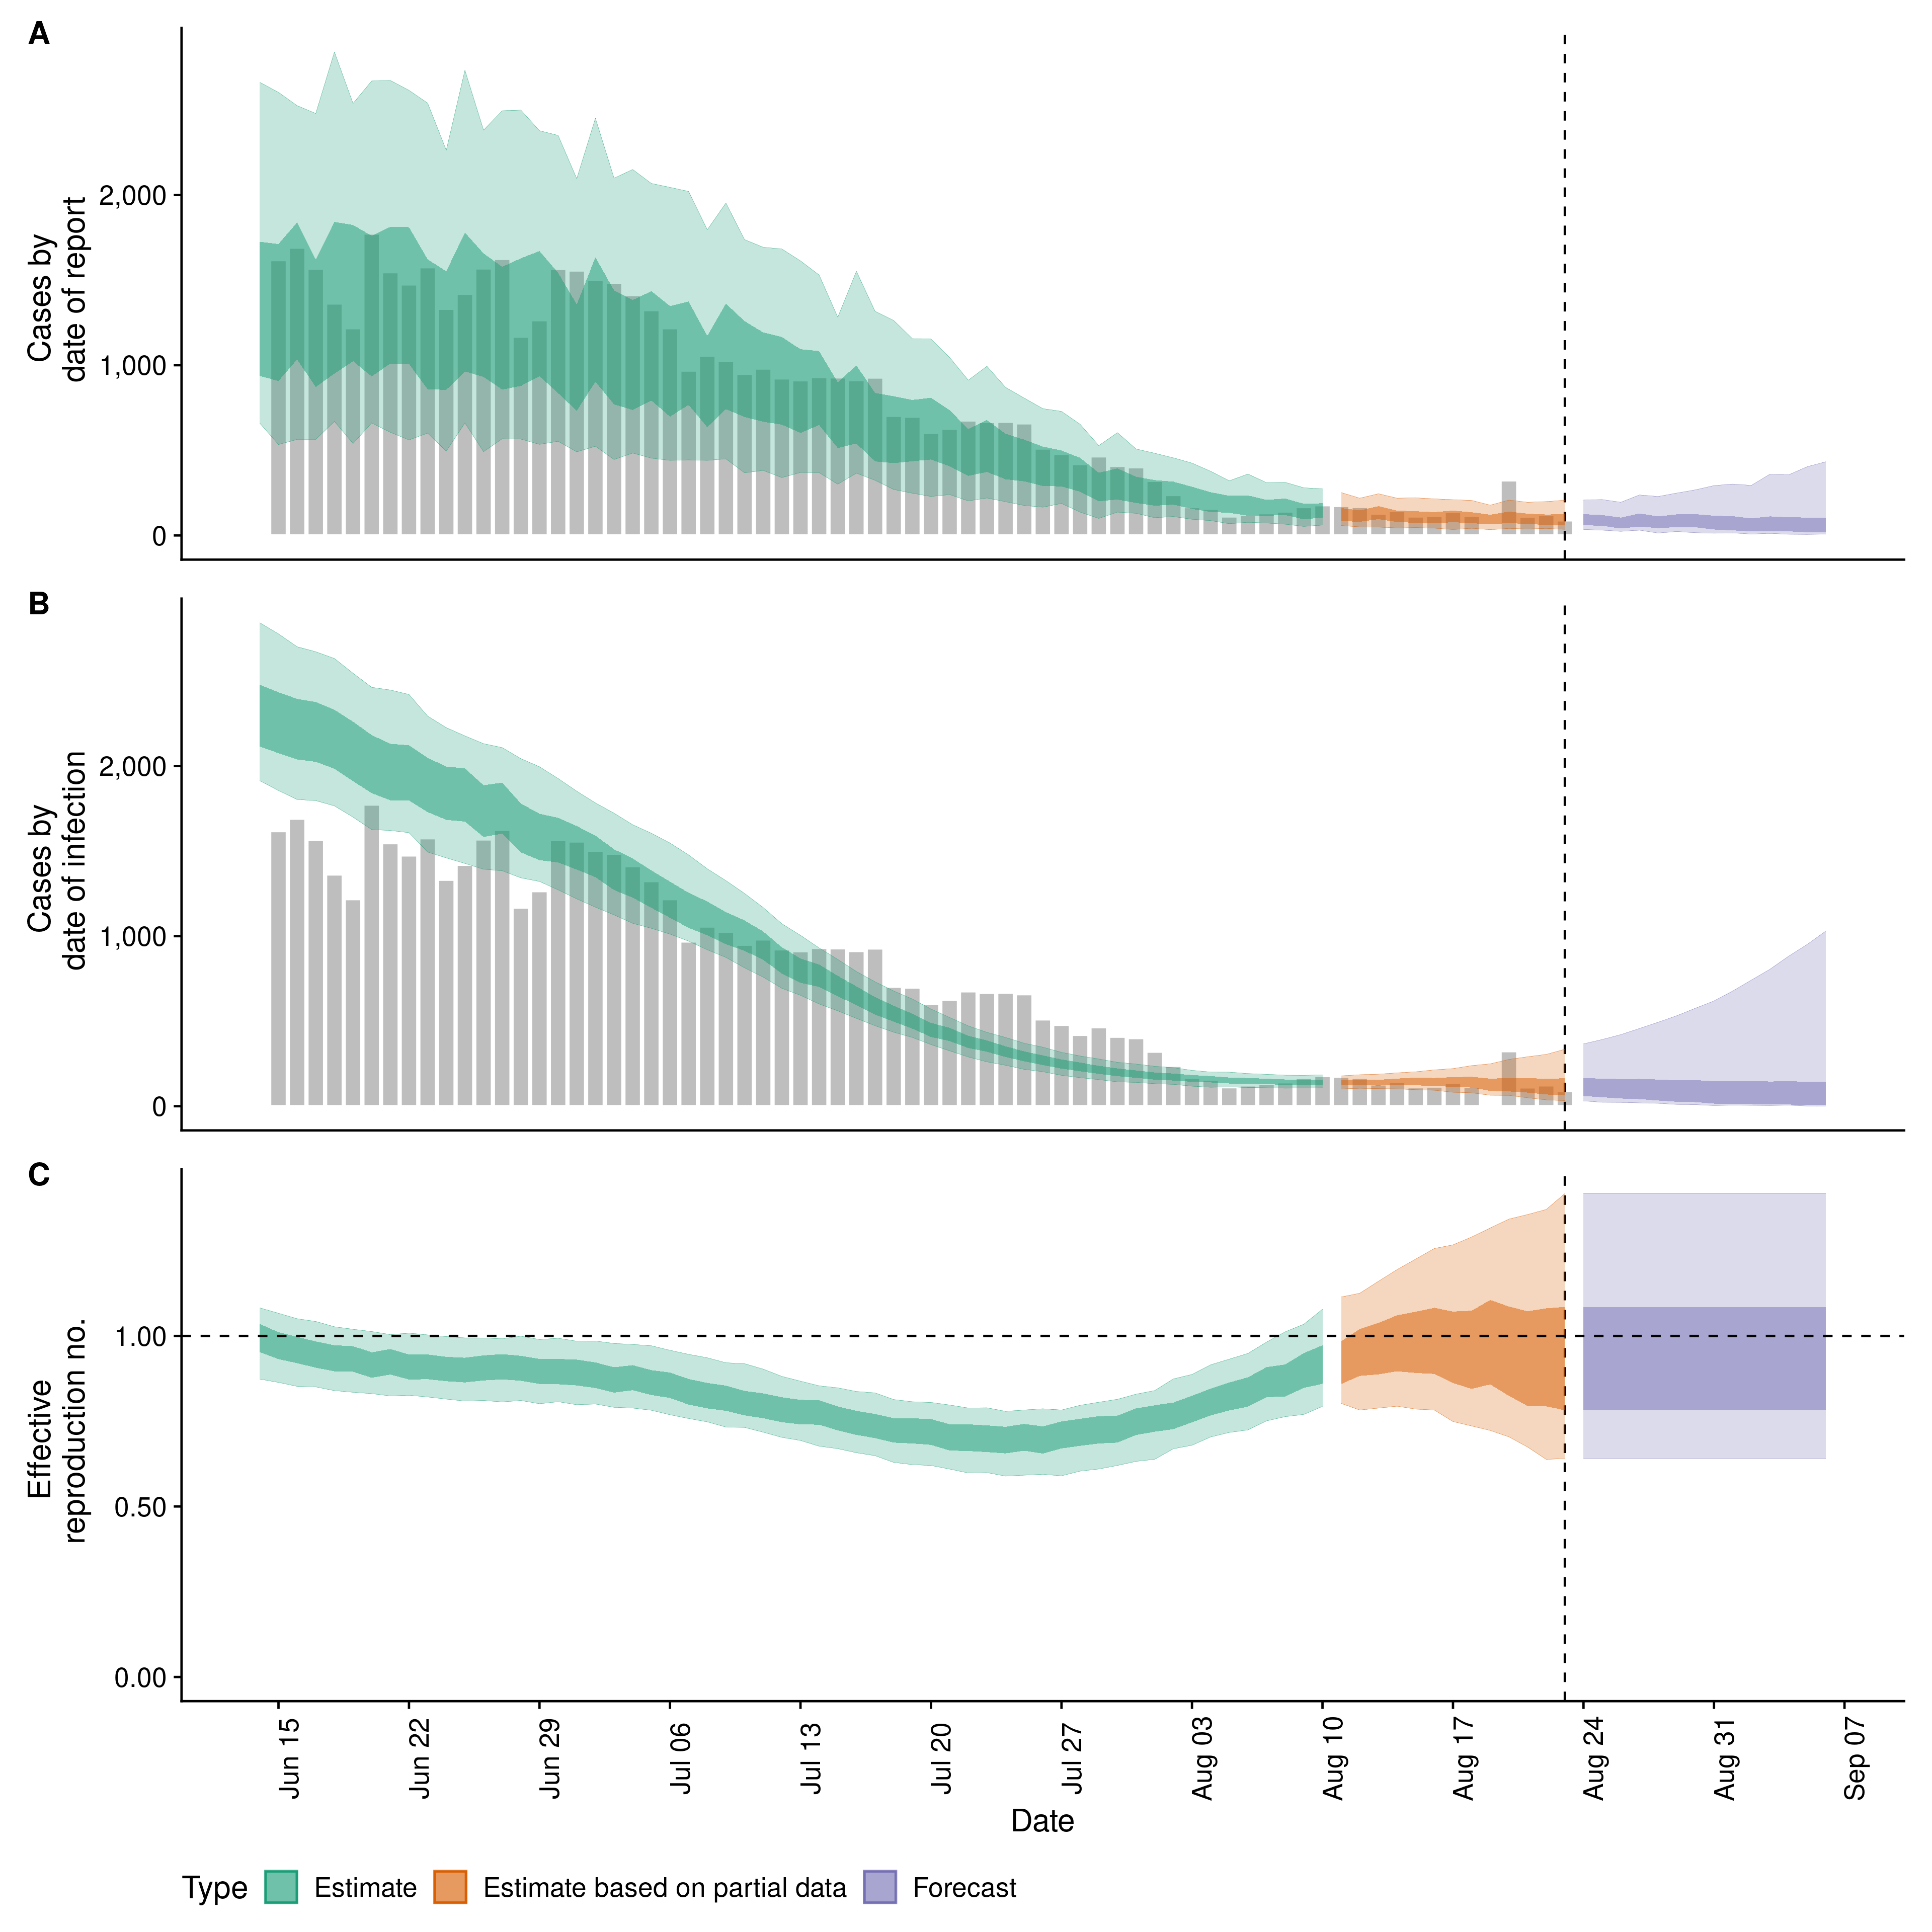 A
Cases by
date of report
2,000
1,000
0
B
Cases by
date of infection
2,000
1,000
0
C
Effective
reproduction no.
1.00
0.50
0.00
Jun 15
Jun 22
Jun 29
Jul 06
Jul 13
Jul 20
Jul 27
Aug 03
Aug 10
Aug 17
Aug 24
Aug 31
Sep 07
Date
Type Estimate Estimate based on partial data Forecast